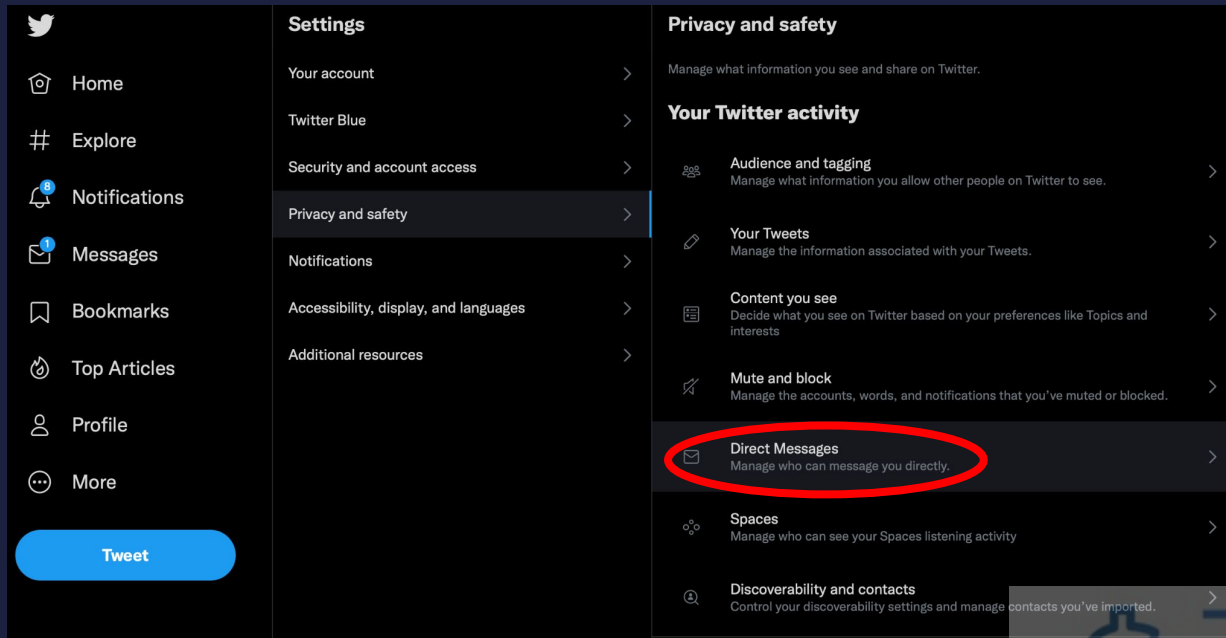 Home
Explore
8
Notifications
1
Messages
Bookmarks
Top Articles
Profile
More
Tweet
Settings
Your account
Twitter Blue
Security and account access
Privacy and safety
Notifications
Accessibility, display, and languages
Additional resources
Privacy and safety
Manage what information you see and share on Twitter.
Your Twitter activity
Audience and tagging
Manage what information you allow other people on Twitter to see.
Your Tweets
Manage the information associated with your Tweets.
Content you see
Decide what you see on Twitter based on your preferences like Topics and
interests
Mute and block
Manage the accounts, words, and notifications that you’ve muted or blocked.
Direct Messages
Manage who can message you directly.
Spaces
Manage who can see your Spaces listening activity
Discoverability and contacts
Control your discoverability settings and manage contacts you’ve imported.